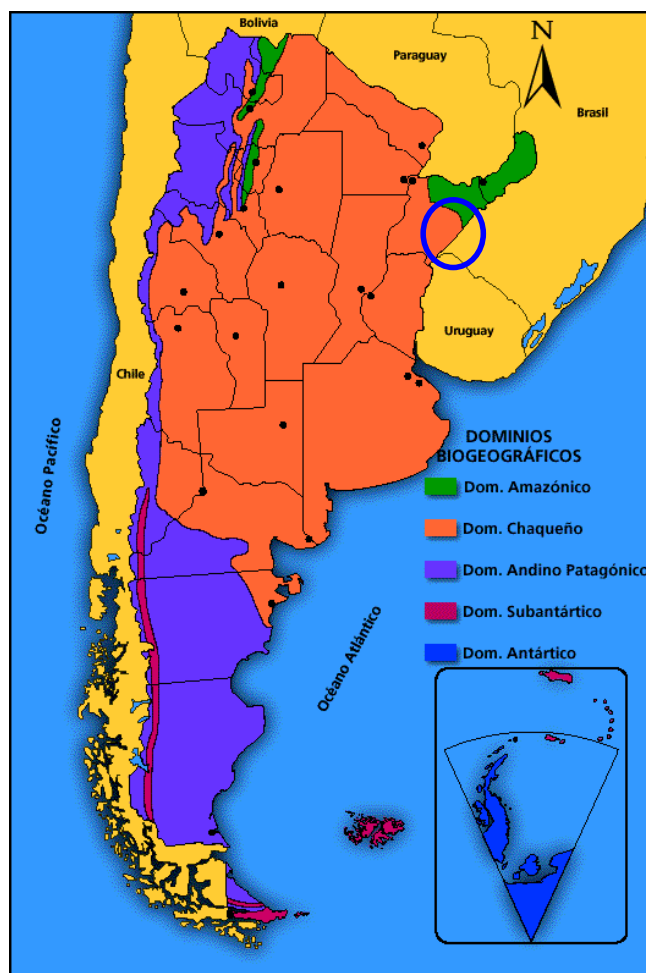 Bolivia
N
Paraguay
Brasil
Uruguay
Chile
Océano Pacífico
DOMINIOS
BIOGEOGRÁFICOS
Dom. Amazónico
Dom. Chaqueño
Dom. Andino Patagónico
Dom. Subantártico
Dom. Antártico
Océano Atlántico